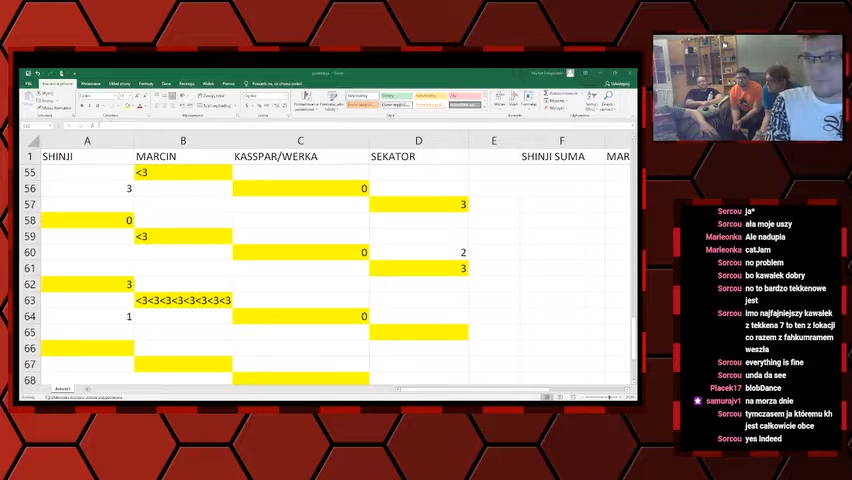 A B C D E F
1 SHINJI MARCIN KASSPAR/WERKA SEKATOR SHINJI SUMA MAR
55 <3
56 3 0
57 3
58 0
59 <3
60 0 2
61 3
62 3
63 <3<3<3<3<3<3<3<3
64 1 0
65
66
67
68
Sorcou ja*
Sorcou ała moje uszy
Marleonka Ale nadupia
Marleonka catJam
Sorcou no problem
Sorcou bo kawałek dobry
Sorcou no to bardzo tekkenowe
jest
Sorcou imo najfajniejszy kawałek
z tekkena 7 to ten z lokacji
co razem z fahkumramem
weszła
Sorcou everything is fine
Sorcou unda da see
Placek17 blobDance
samurajv1 na morza dnie
Sorcou tymczasem ja któremu kh
jest całkowicie obce
Sorcou yes indeed